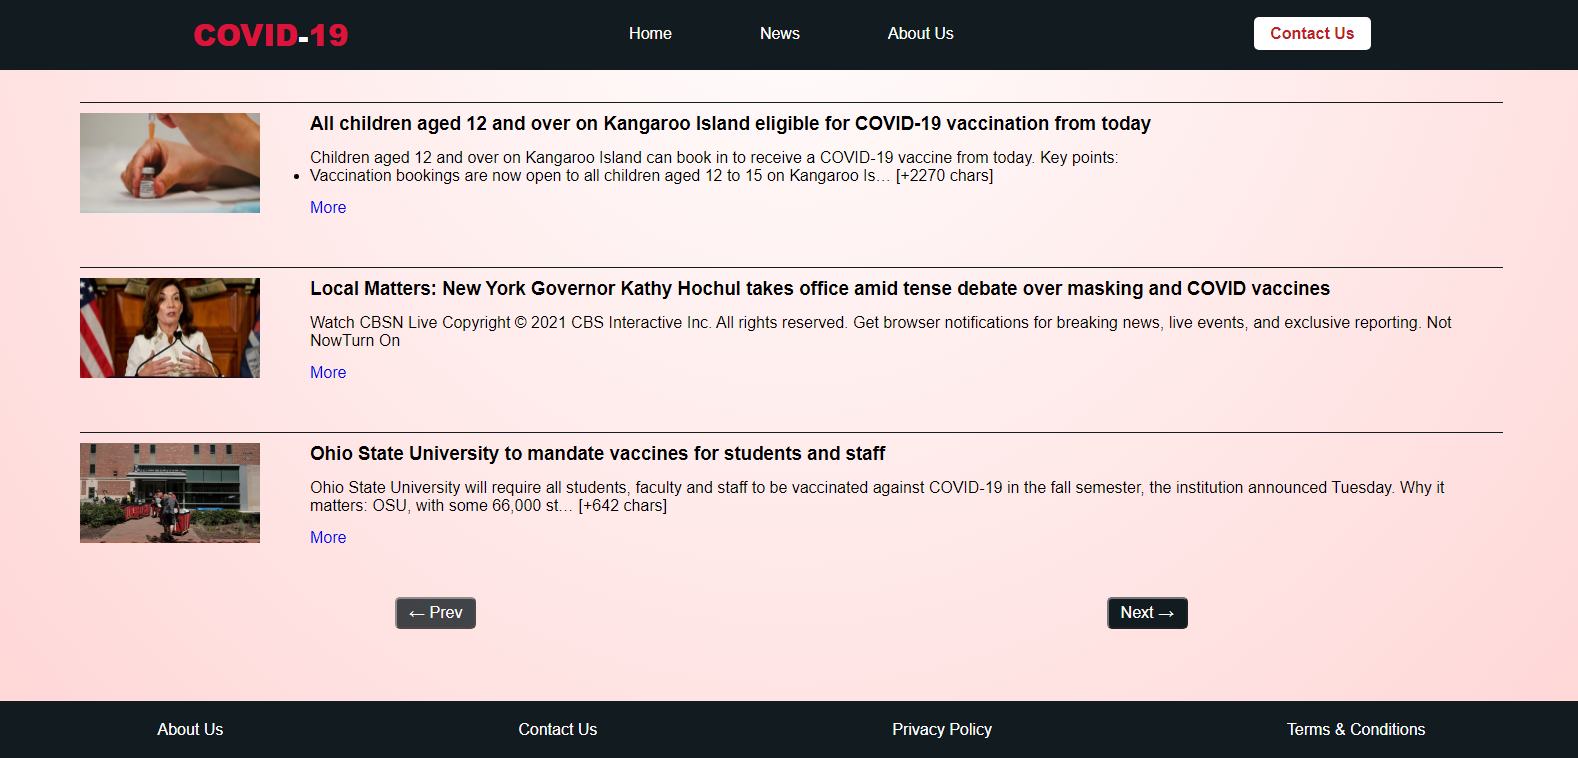 COVID-19
Home
News
About Us
Contact Us
All children aged 12 and over on Kangaroo Island eligible for COVID-19 vaccination from today
Children aged 12 and over on Kangaroo Island can book in to receive a COVID-19 vaccine from today. Key points:
• Vaccination bookings are now open to all children aged 12 to 15 on Kangaroo Is… [+2270 chars]
More
Local Matters: New York Governor Kathy Hochul takes office amid tense debate over masking and COVID vaccines
Watch CBSN Live Copyright © 2021 CBS Interactive Inc. All rights reserved. Get browser notifications for breaking news, live events, and exclusive reporting. Not
NowTurn On
More
Ohio State University to mandate vaccines for students and staff
Ohio State University will require all students, faculty and staff to be vaccinated against COVID-19 in the fall semester, the institution announced Tuesday. Why it
matters: OSU, with some 66,000 st… [+642 chars]
More
← Prev
Next →
About Us
Contact Us
Privacy Policy
Terms & Conditions